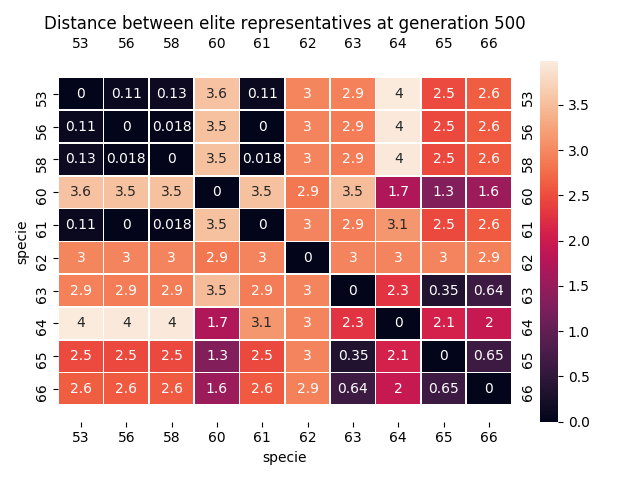 Distance between elite representatives at generation 500
53 56 58 60 61 62 63 64 65 66
53 0 0.11 0.13 3.6 0.11 3 2.9 4 2.5 2.6 53
56 0.11 0 0.018 3.5 0 3 2.9 4 2.5 2.6 56
58 0.13 0.018 0 3.5 0.018 3 2.9 4 2.5 2.6 58
60 3.6 3.5 3.5 0 3.5 2.9 3.5 1.7 1.3 1.6 60
61 0.11 0 0.018 3.5 0 3 2.9 3.1 2.5 2.6 61
62 3 3 3 2.9 3 0 3 3 3 2.9 62
63 2.9 2.9 2.9 3.5 2.9 3 0 2.3 0.35 0.64 63
64 4 4 4 1.7 3.1 3 2.3 0 2.1 2 64
65 2.5 2.5 2.5 1.3 2.5 3 0.35 2.1 0 0.65 65
66 2.6 2.6 2.6 1.6 2.6 2.9 0.64 2 0.65 0 66
53 56 58 60 61 62 63 64 65 66
specie
specie
3.5
3.0
2.5
2.0
1.5
1.0
0.5
0.0